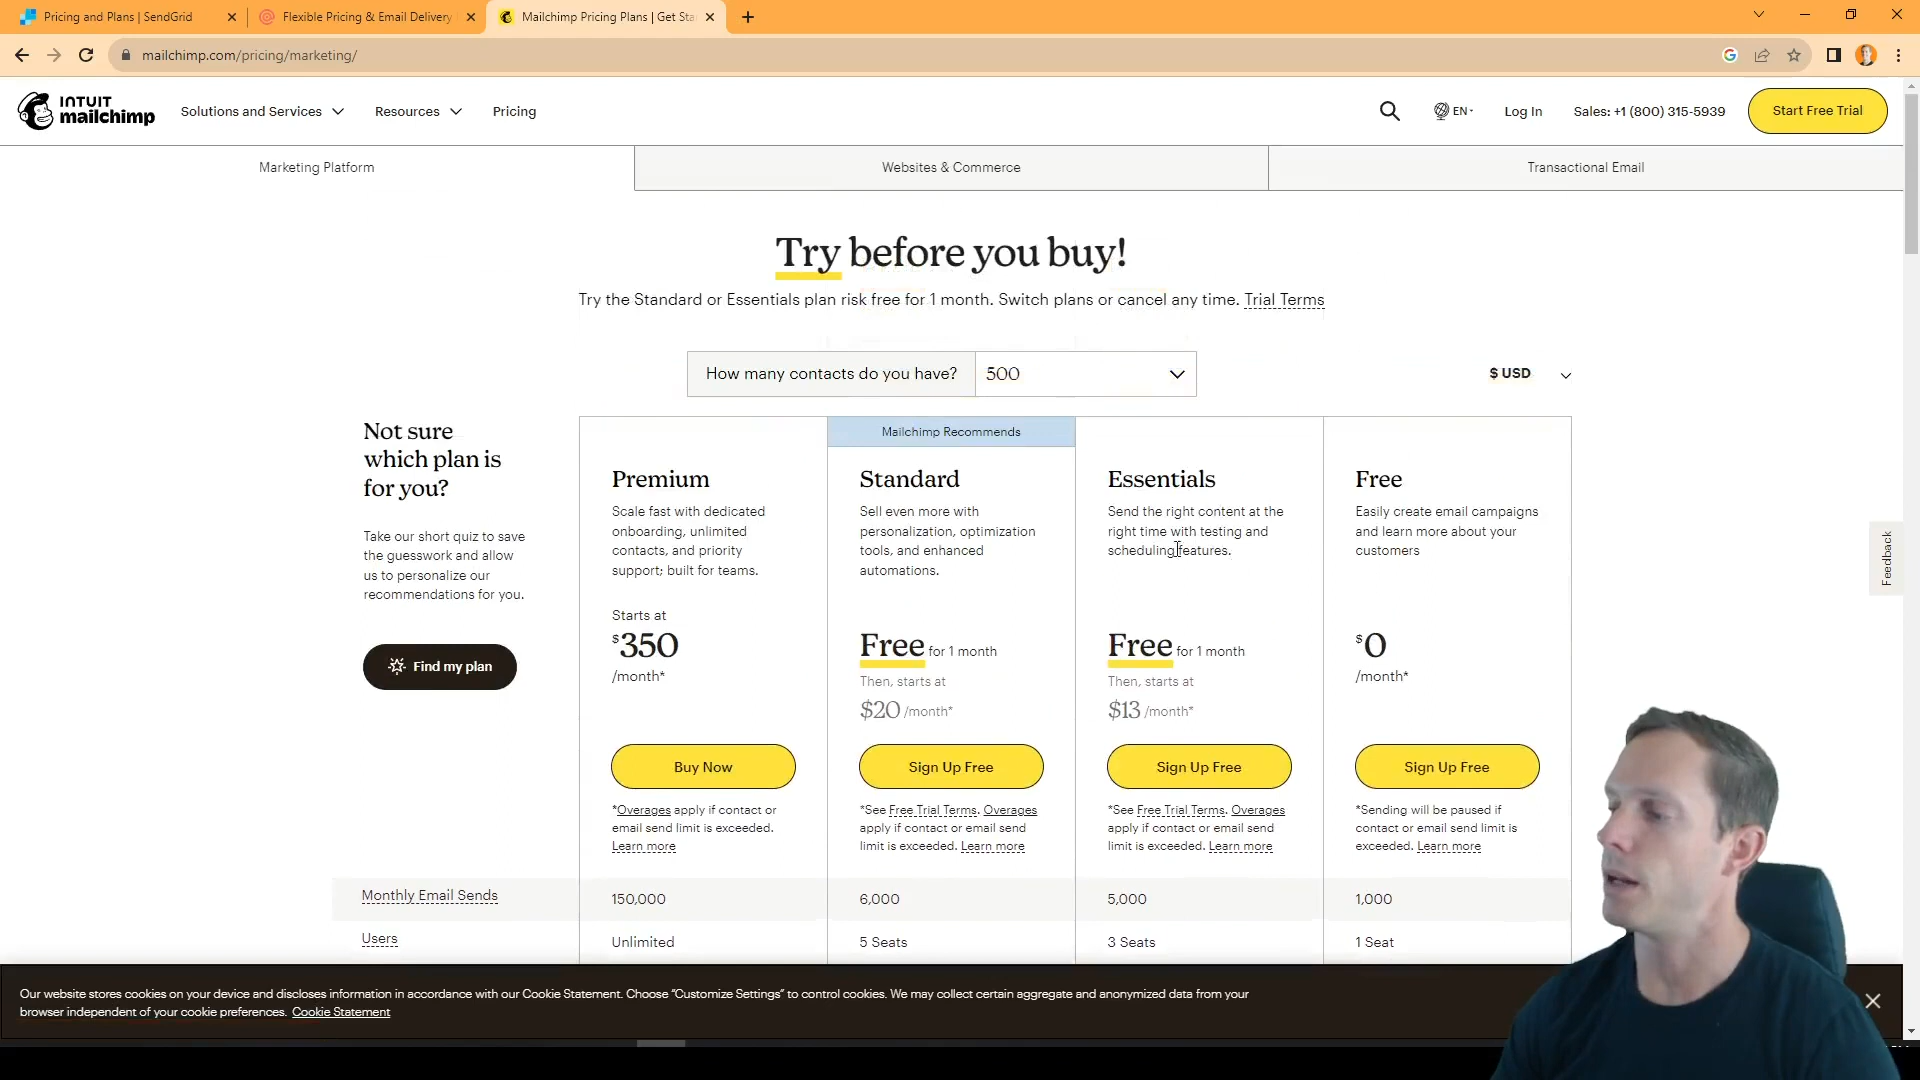 Pricing and Plans | SendGrid
Flexible Pricing & Email Delivery
Mailchimp Pricing Plans | Get Sta
mailchimp.com/pricing/marketing/
INTUIT
mailchimp
Solutions and Services
Resources
Pricing
EN
Log In
Sales: +1 (800) 315-5939
Start Free Trial
Marketing Platform
Websites & Commerce
Transactional Email
Try before you buy!
Try the Standard or Essentials plan risk free for 1 month. Switch plans or cancel any time. Trial Terms
How many contacts do you have?
500
$ USD
Not sure
which plan is
for you?
Take our short quiz to save
the guesswork and allow
us to personalize our
recommendations for you.
Find my plan
Premium
Scale fast with dedicated
onboarding, unlimited
contacts, and priority
support; built for teams.
Starts at
$350
/month*
Buy Now
*Overages apply if contact or
email send limit is exceeded.
Learn more
Mailchimp Recommends
Standard
Sell even more with
personalization, optimization
tools, and enhanced
automations.
Free for 1 month
Then, starts at
$20 /month*
Sign Up Free
*See Free Trial Terms. Overages
apply if contact or email send
limit is exceeded. Learn more
Essentials
Send the right content at the
right time with testing and
scheduling features.
Free for 1 month
Then, starts at
$13 /month*
Sign Up Free
*See Free Trial Terms. Overages
apply if contact or email send
limit is exceeded. Learn more
Free
Easily create email campaigns
and learn more about your
customers
$0
/month*
Sign Up Free
*Sending will be paused if
contact or email send limit is
exceeded. Learn more
Monthly Email Sends
150,000
6,000
5,000
1,000
Users
Unlimited
5 Seats
3 Seats
1 Seat
Feedback
Our website stores cookies on your device and discloses information in accordance with our Cookie Statement. Choose "Customize Settings" to control cookies. We may collect certain aggregate and anonymized data from your
browser independent of your cookie preferences. Cookie Statement